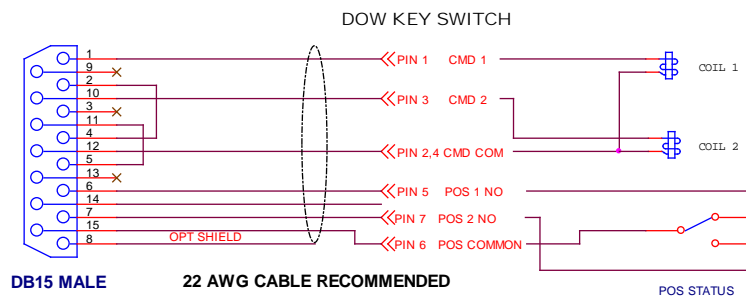 DOW KEY SWITCH
1
PIN 1 CMD 1
COIL 1
9
2
10
PIN 3 CMD 2
3
11
4
COIL 2
12
PIN 2,4 CMD COM
5
13
6
PIN 5 POS 1 NO
14
7
PIN 7 POS 2 NO
15
OPT SHIELD
8
PIN 6 POS COMMON
DB15 MALE
22 AWG CABLE RECOMMENDED
POS STATUS